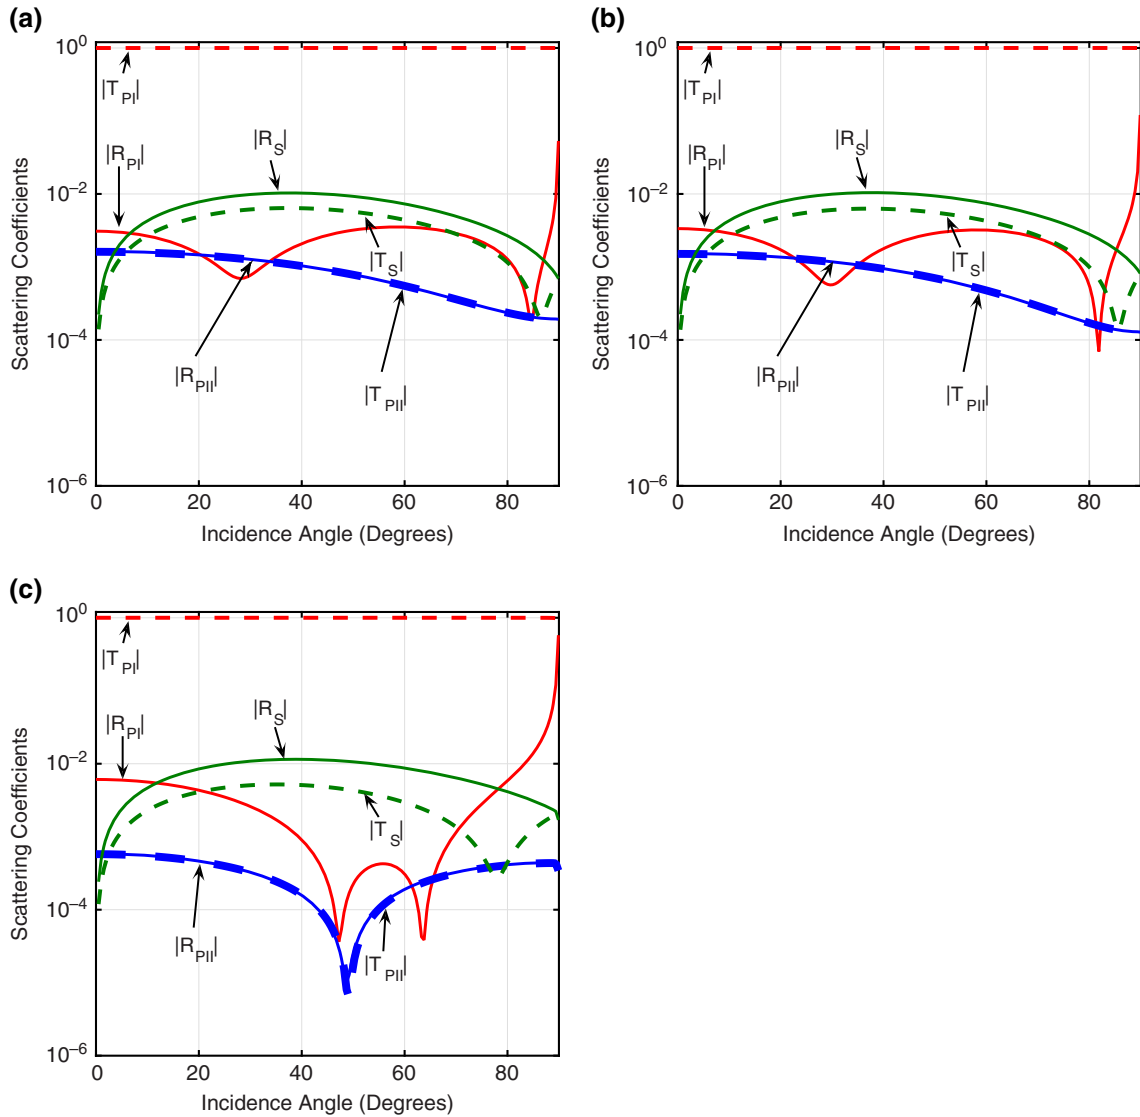 (a)
10^0
10^–2
10^–4
10^–6
Scattering Coefficients
|T_PI|
|R_PI|
|R_S|
|T_S|
|R_PII|
|T_PII|
0 20 40 60 80
Incidence Angle (Degrees)
(b)
10^0
10^–2
10^–4
10^–6
Scattering Coefficients
|T_PI|
|R_PI|
|R_S|
|T_S|
|R_PII|
|T_PII|
0 20 40 60 80
Incidence Angle (Degrees)
(c)
10^0
10^–2
10^–4
10^–6
Scattering Coefficients
|T_PI|
|R_PI|
|R_S|
|T_S|
|R_PII|
|T_PII|
0 20 40 60 80
Incidence Angle (Degrees)